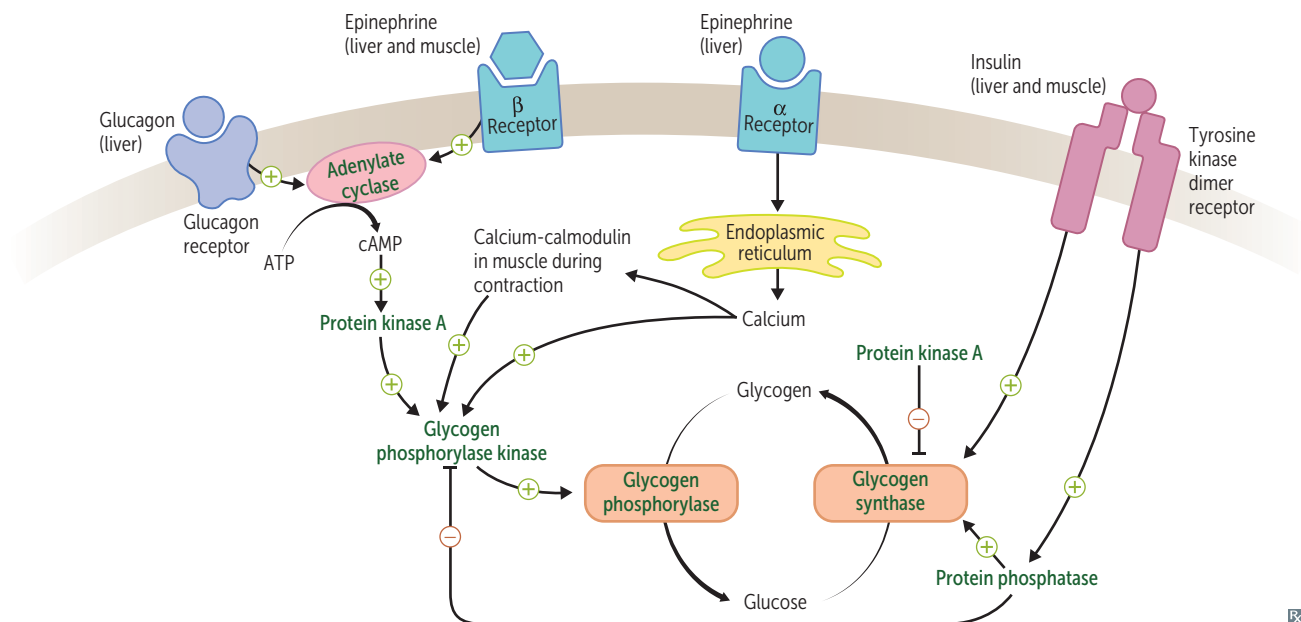 Epinephrine
(liver and muscle)
Epinephrine
(liver)
Insulin
(liver and muscle)
Glucagon
(liver)
β
Receptor
α
Receptor
Tyrosine
kinase
dimer
receptor
+
+
Adenylate
cyclase
Glucagon
receptor
ATP
cAMP
Calcium-calmodulin
in muscle during
contraction
Endoplasmic
reticulum
+
Protein kinase A
Calcium
+
+
+
Protein kinase A
+
Glycogen
−
Glycogen
phosphorylase kinase
+
Glycogen
phosphorylase
Glycogen
synthase
+
−
+
Protein phosphatase
Glucose
Rx